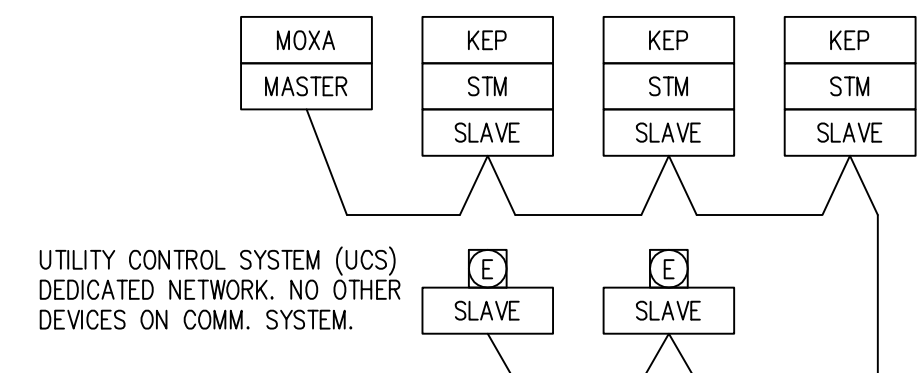 MOXA
MASTER
KEP
STM
SLAVE
KEP
STM
SLAVE
KEP
STM
SLAVE
UTILITY CONTROL SYSTEM (UCS)
DEDICATED NETWORK. NO OTHER
DEVICES ON COMM. SYSTEM.
E
SLAVE
E
SLAVE